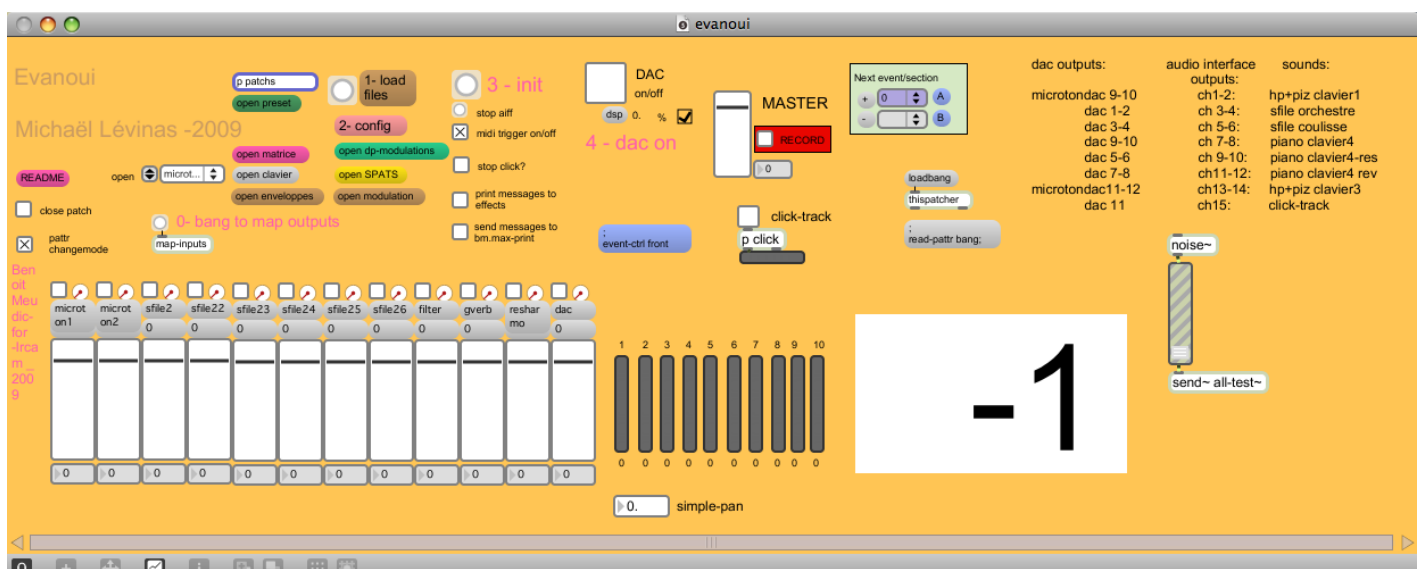 evanoui
Evanoui
Michaël Lévinas -2009
README
close patch
pattr
changemode
open
microt...
0- bang to map outputs
map-inputs
p patchs
open preset
open matrice
open clavier
open enveloppes
1- load
files
2- config
open dp-modulations
open SPATS
open modulation
3 - init
stop aiff
midi trigger on/off
stop click?
print messages to
effects
send messages to
bm.max-print
DAC
on/off
dsp
0.
%
4 - dac on
MASTER
RECORD
0
click-track
p click
;
event-ctrl front
Next event/section
+
0
A
-
B
loadbang
thispatcher
;
read-pattr bang;
dac outputs:
microtondac 9-10
dac 1-2
dac 3-4
dac 9-10
dac 5-6
dac 7-8
microtondac11-12
dac 11
audio interface
outputs:
ch1-2:
ch 3-4:
ch 5-6:
ch 7-8:
ch 9-10:
ch11-12:
ch13-14:
ch15:
sounds:
hp+piz clavier1
sfile orchestre
sfile coulisse
piano clavier4
piano clavier4-res
piano clavier4 rev
hp+piz clavier3
click-track
noise~
send~ all-test~
Ben
oit
Meu
dic-
for
-Irca
m _
200
9
microt
on1
microt
on2
sfile2
0
sfile22
0
sfile23
0
sfile24
0
sfile25
0
sfile26
0
filter
0
gverb
0
reshar
mo
dac
0
0 0 0 0 0 0 0 0 0 0 0 0
1 2 3 4 5 6 7 8 9 10
0 0 0 0 0 0 0 0 0 0
0.
simple-pan
-1